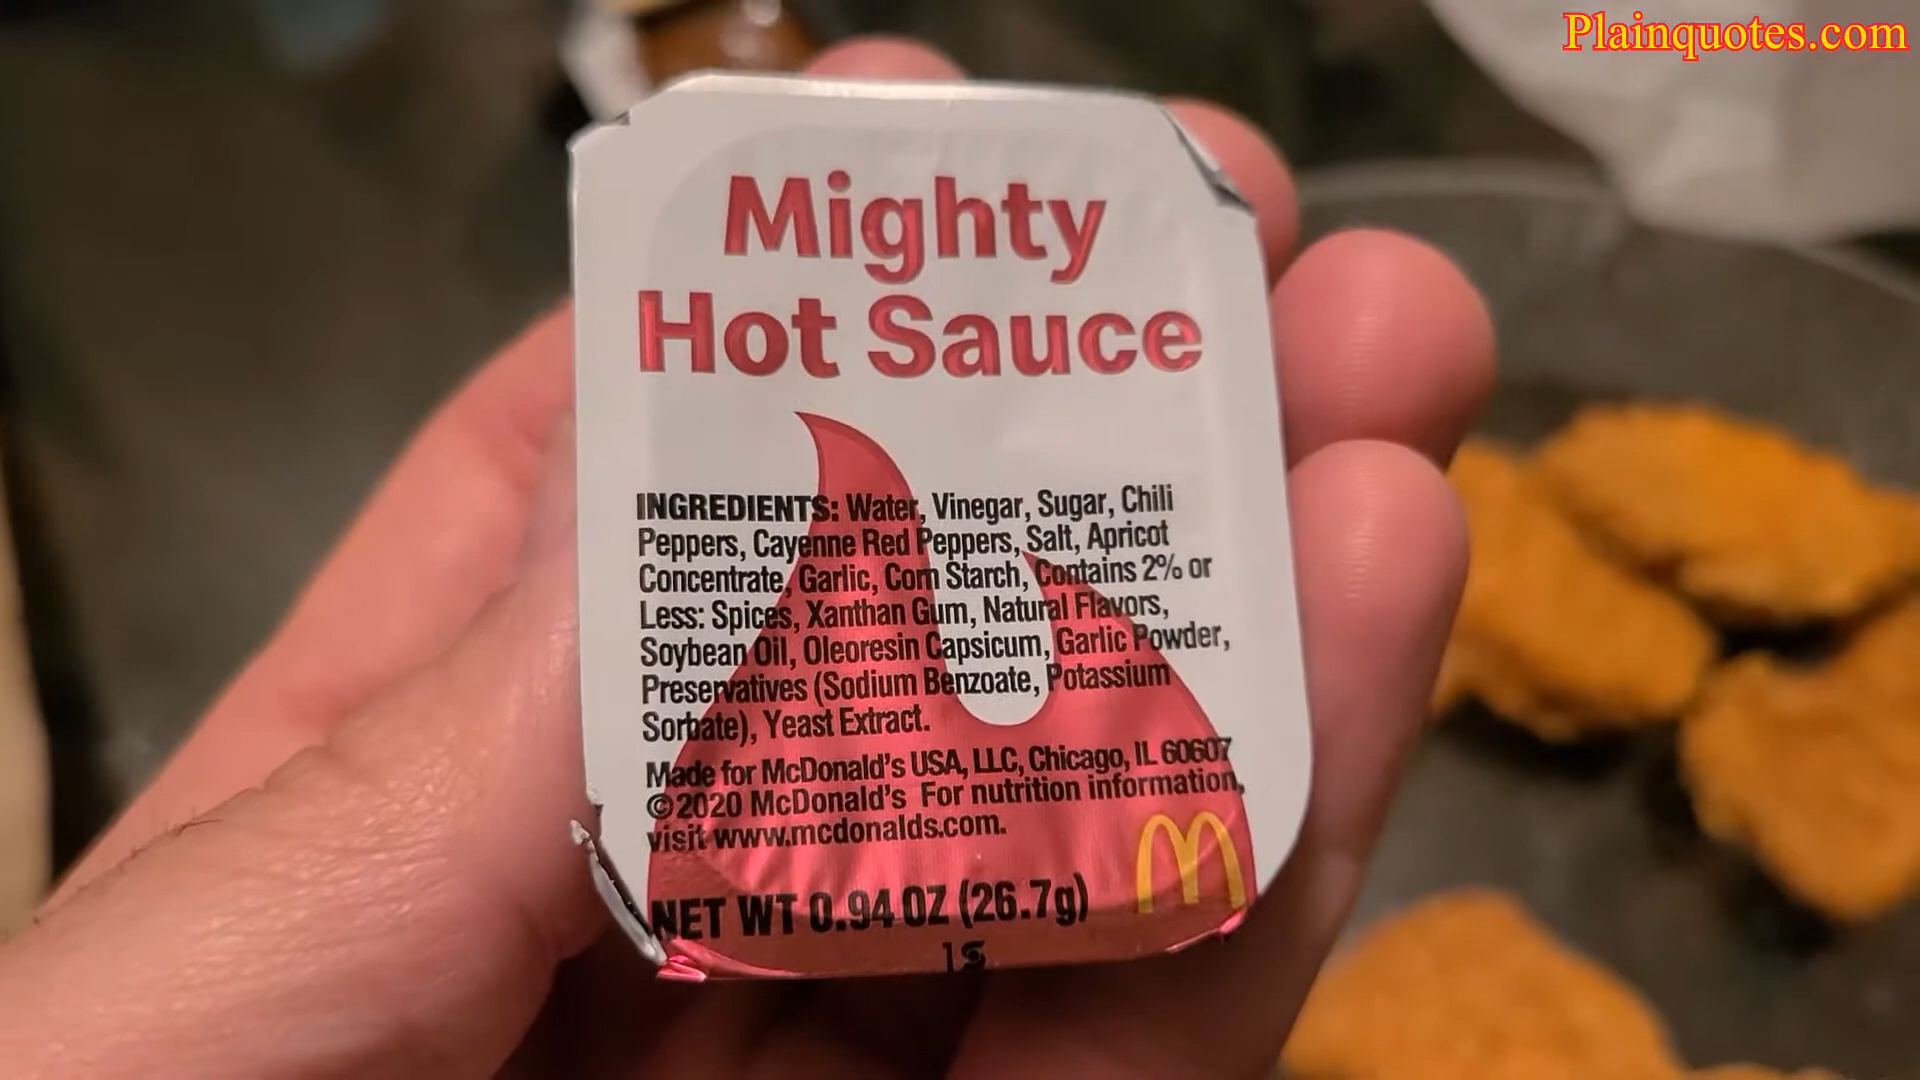 Plainquotes.com
Mighty
Hot Sauce
INGREDIENTS: Water, Vinegar, Sugar, Chili
Peppers, Cayenne Red Peppers, Salt, Apricot
Concentrate, Garlic, Corn Starch, Contains 2% or
Less: Spices, Xanthan Gum, Natural Flavors,
Soybean Oil, Oleoresin Capsicum, Garlic Powder,
Preservatives (Sodium Benzoate, Potassium
Sorbate), Yeast Extract.
Made for McDonald's USA, LLC, Chicago, IL 60607
©2020 McDonald's For nutrition information,
visit www.mcdonalds.com.
NET WT 0.94 OZ (26.7g)